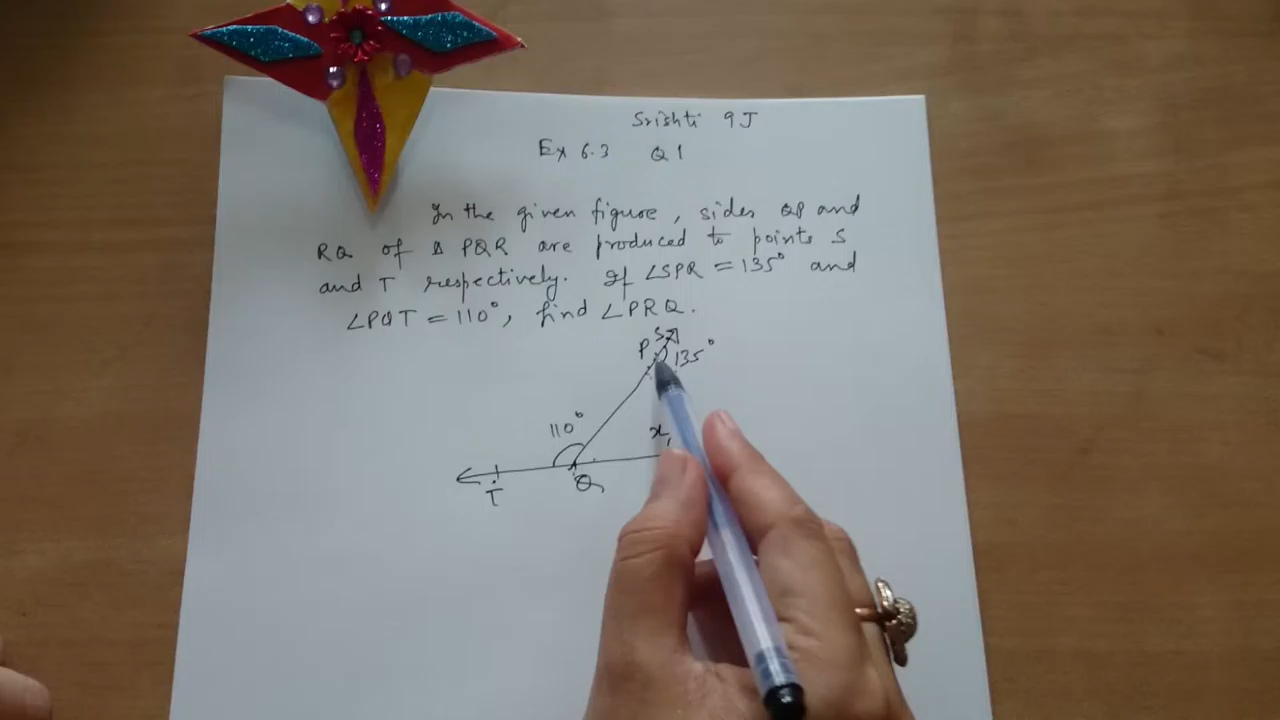 Srishti 9J
Ex 6.3 Q1
In the given figure, sides QP and
RQ of Δ PQR are produced to points S
and T respectively. If ∠SPR = 135° and
∠PQT = 110°, find ∠PRQ.
S
P 135°
110° x
T Q